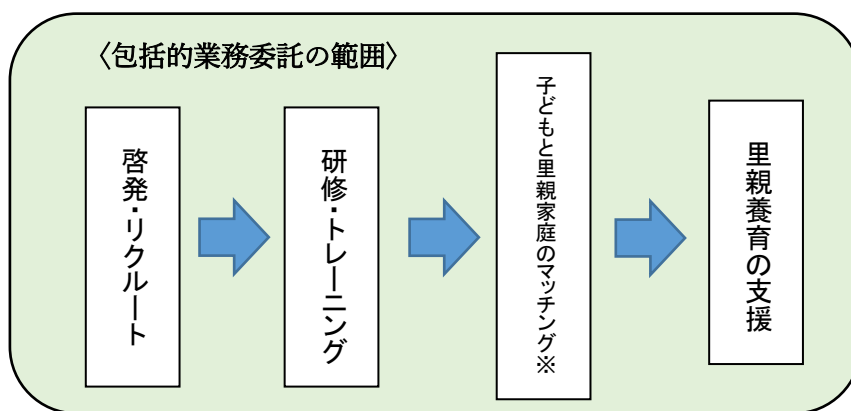 〈包括的業務委託の範囲〉
啓発・リクルート
研修・トレーニング
子どもと里親家庭のマッチング※
里親養育の支援